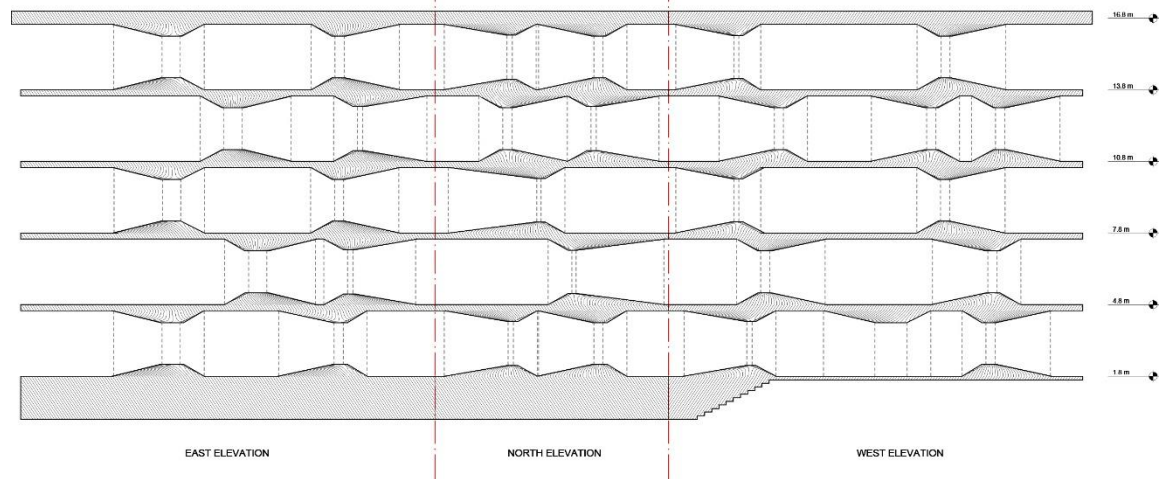 16.8 m
13.8 m
10.8 m
7.8 m
4.8 m
1.8 m
EAST ELEVATION NORTH ELEVATION WEST ELEVATION